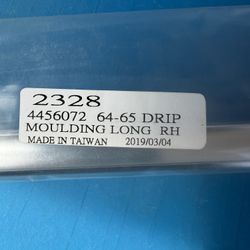 2328
4456072 64-65 DRIP
MOULDING LONG RH
MADE IN TAIWAN 2019/03/04